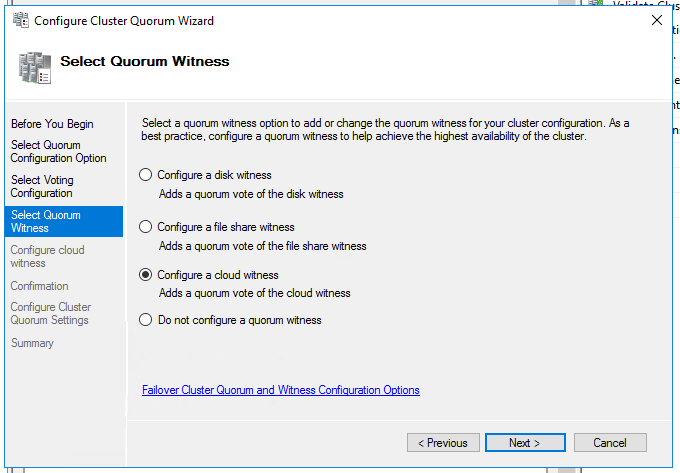 Configure Cluster Quorum Wizard
Select Quorum Witness
Before You Begin
Select Quorum
Configuration Option
Select Voting
Configuration
Select Quorum
Witness
Configure cloud
witness
Confirmation
Configure Cluster
Quorum Settings
Summary
Select a quorum witness option to add or change the quorum witness for your cluster configuration. As a
best practice, configure a quorum witness to help achieve the highest availability of the cluster.
Configure a disk witness
Adds a quorum vote of the disk witness
Configure a file share witness
Adds a quorum vote of the file share witness
Configure a cloud witness
Adds a quorum vote of the cloud witness
Do not configure a quorum witness
Failover Cluster Quorum and Witness Configuration Options
< Previous
Next >
Cancel